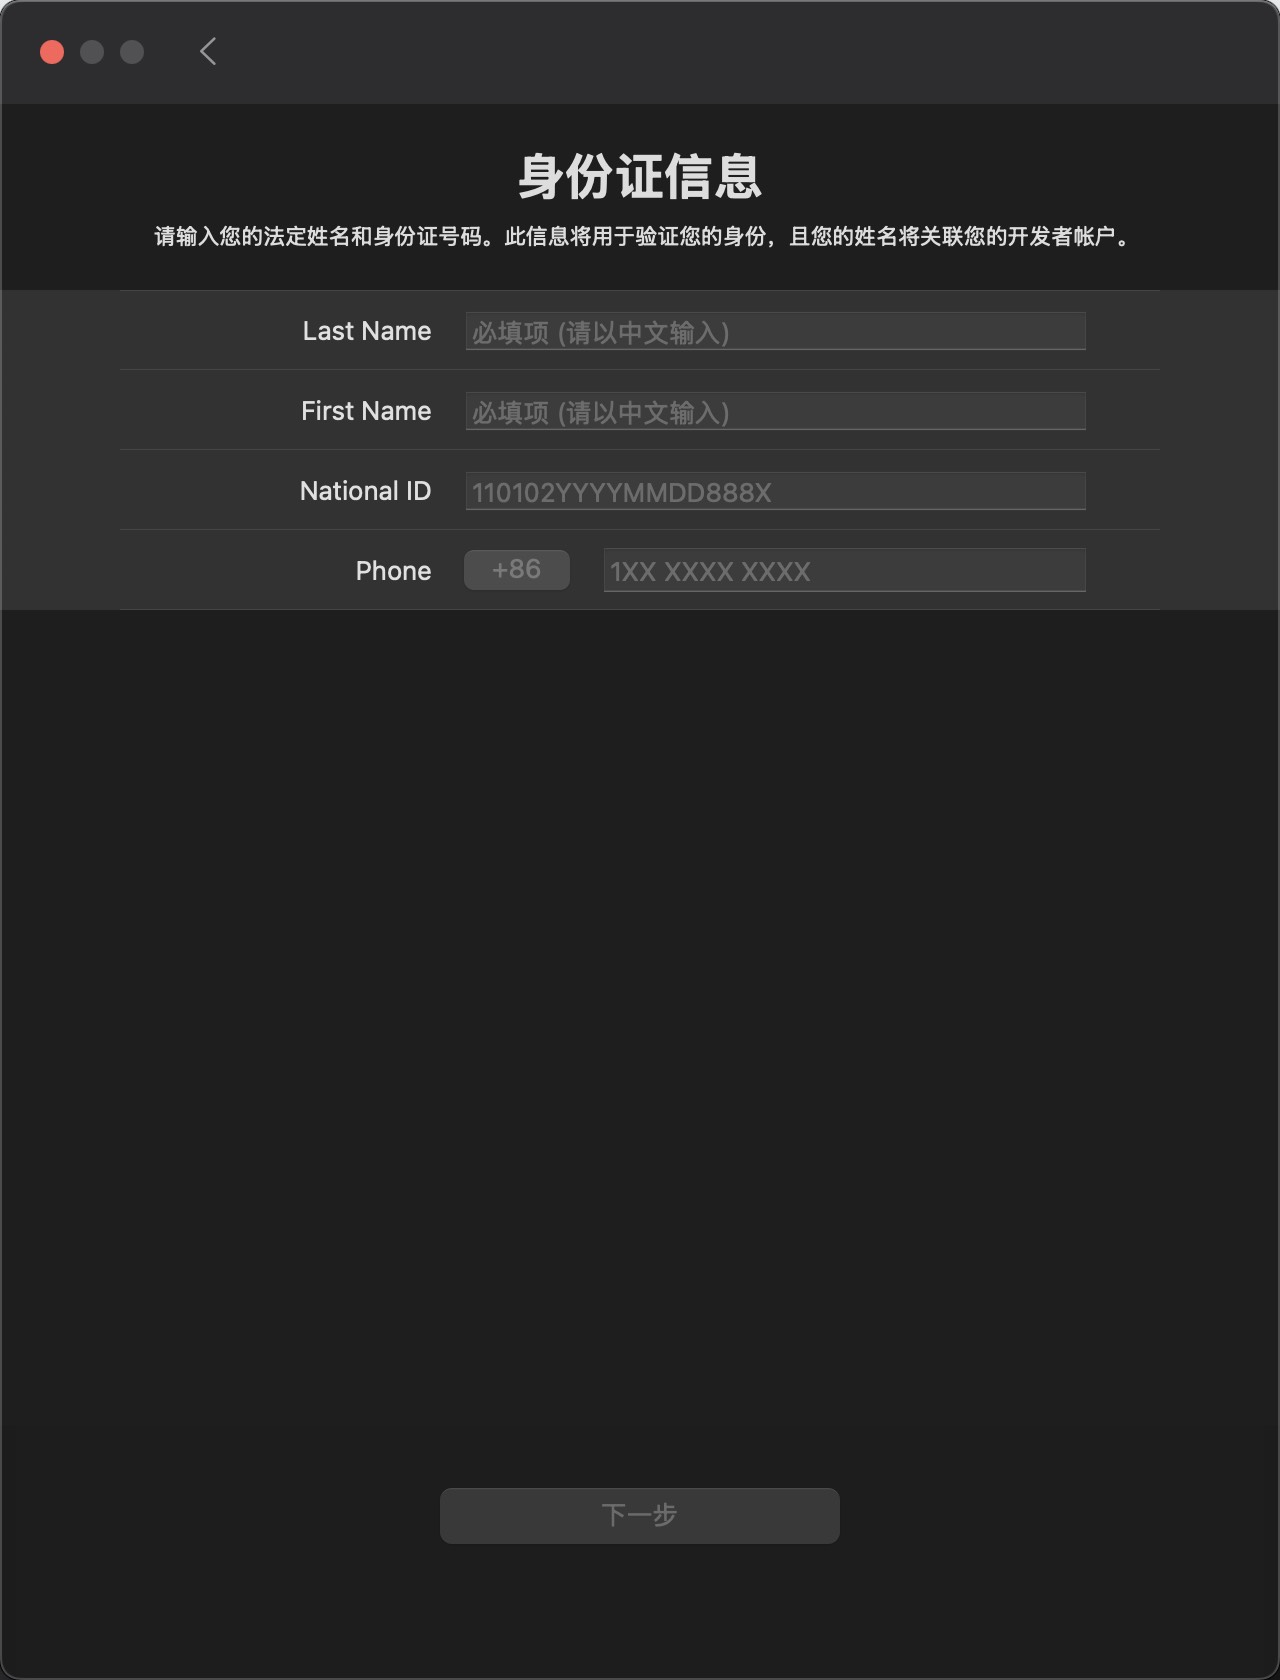 身份证信息
请输入您的法定姓名和身份证号码。此信息将用于验证您的身份，且您的姓名将关联您的开发者帐户。
Last Name 必填项 (请以中文输入)
First Name 必填项 (请以中文输入)
National ID 110102YYYYMMDD888X
Phone +86 1XX XXXX XXXX
下一步